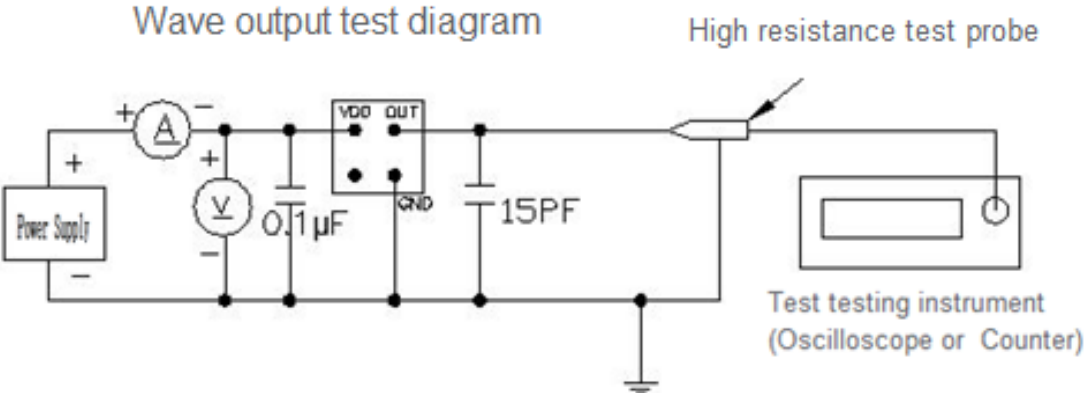 Wave output test diagram
High resistance test probe
+
A
−
VDD OUT
+
+
V
−
0.1μF
GND
15PF
Power Supply
−
Test testing instrument
(Oscilloscope or Counter)